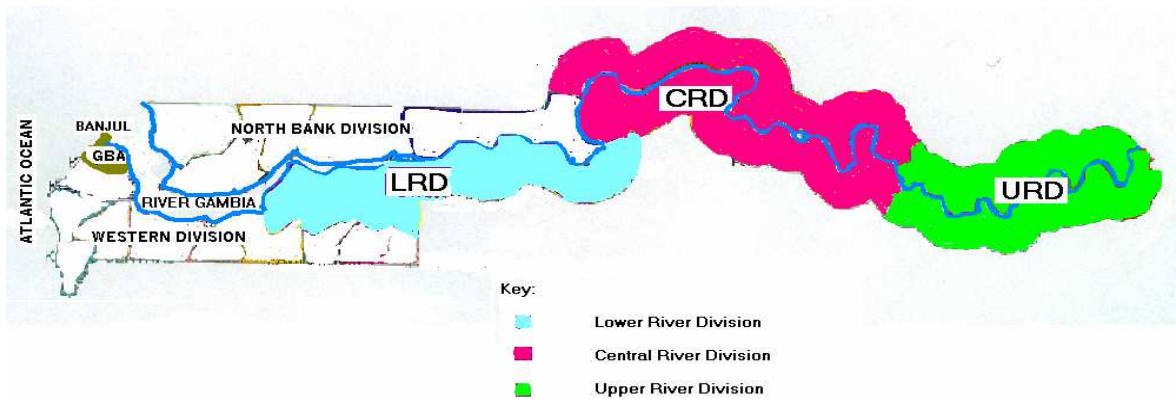 BANJUL
GBA
ATLANTIC OCEAN
NORTH BANK DIVISION
RIVER GAMBIA
WESTERN DIVISION
LRD
CRD
URD
Key:
Lower River Division
Central River Division
Upper River Division